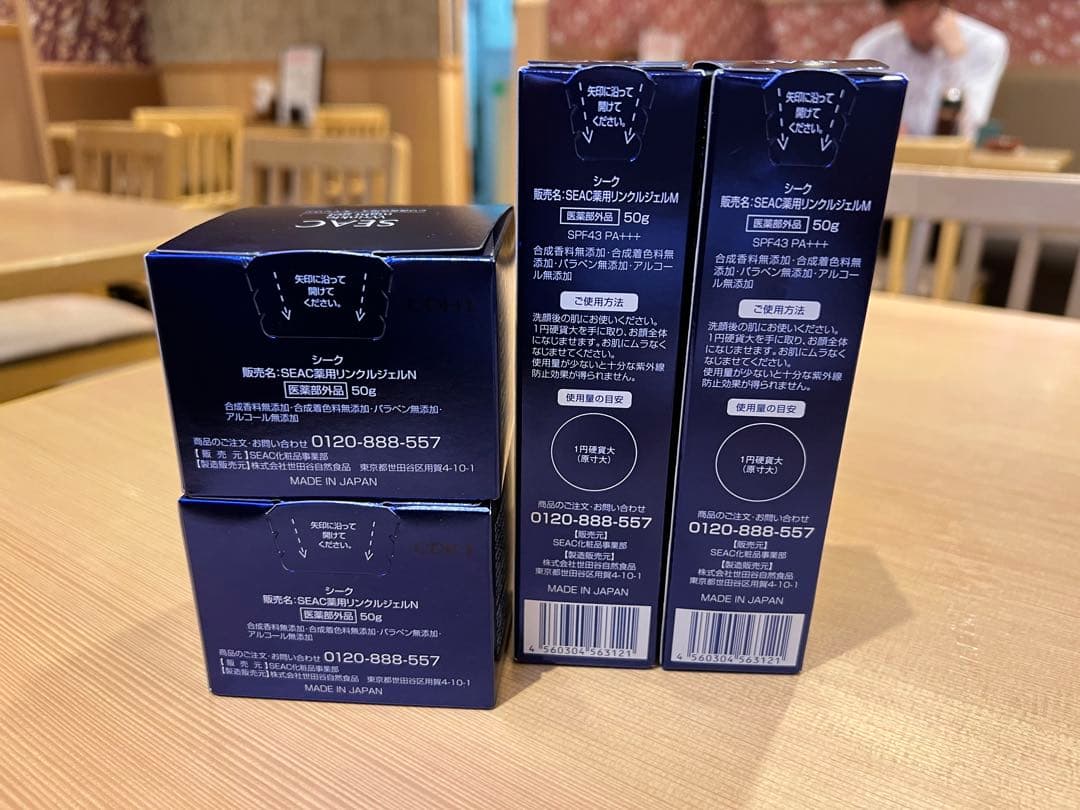 SEAC
矢印に沿って
開けて
ください。
シーク
販売名：SEAC薬用リンクルジェルN
医薬部外品 50g
合成香料無添加・合成着色料無添加・パラベン無添加・
アルコール無添加
商品のご注文・お問い合わせ 0120-888-557
【販売元】SEAC化粧品事業部
【製造販売元】株式会社世田谷自然食品 東京都世田谷区用賀4-10-1
MADE IN JAPAN
矢印に沿って
開けて
ください。
シーク
販売名：SEAC薬用リンクルジェルN
医薬部外品 50g
合成香料無添加・合成着色料無添加・パラベン無添加・
アルコール無添加
商品のご注文・お問い合わせ 0120-888-557
【販売元】SEAC化粧品事業部
【製造販売元】株式会社世田谷自然食品 東京都世田谷区用賀4-10-1
MADE IN JAPAN
矢印に沿って
開けて
ください。
シーク
販売名：SEAC薬用リンクルジェルM
医薬部外品 50g
SPF43 PA+++
合成香料無添加・合成着色料無
添加・パラベン無添加・アルコー
ル無添加
ご使用方法
洗顔後の肌にお使いください。
1円硬貨大を手に取り、お顔全体
になじませます。お肌にムラなく
なじませてください。
使用量が少ないと十分な紫外線
防止効果が得られません。
使用量の目安
1円硬貨大
（原寸大）
商品のご注文・お問い合わせ
0120-888-557
【販売元】
SEAC化粧品事業部
【製造販売元】
株式会社世田谷自然食品
東京都世田谷区用賀4-10-1
MADE IN JAPAN
4 560304 563121
矢印に沿って
開けて
ください。
シーク
販売名：SEAC薬用リンクルジェルM
医薬部外品 50g
SPF43 PA+++
合成香料無添加・合成着色料無
添加・パラベン無添加・アルコー
ル無添加
ご使用方法
洗顔後の肌にお使いください。
1円硬貨大を手に取り、お顔全体
になじませます。お肌にムラなく
なじませてください。
使用量が少ないと十分な紫外線
防止効果が得られません。
使用量の目安
1円硬貨大
（原寸大）
商品のご注文・お問い合わせ
0120-888-557
【販売元】
SEAC化粧品事業部
【製造販売元】
株式会社世田谷自然食品
東京都世田谷区用賀4-10-1
MADE IN JAPAN
4 560304 563121